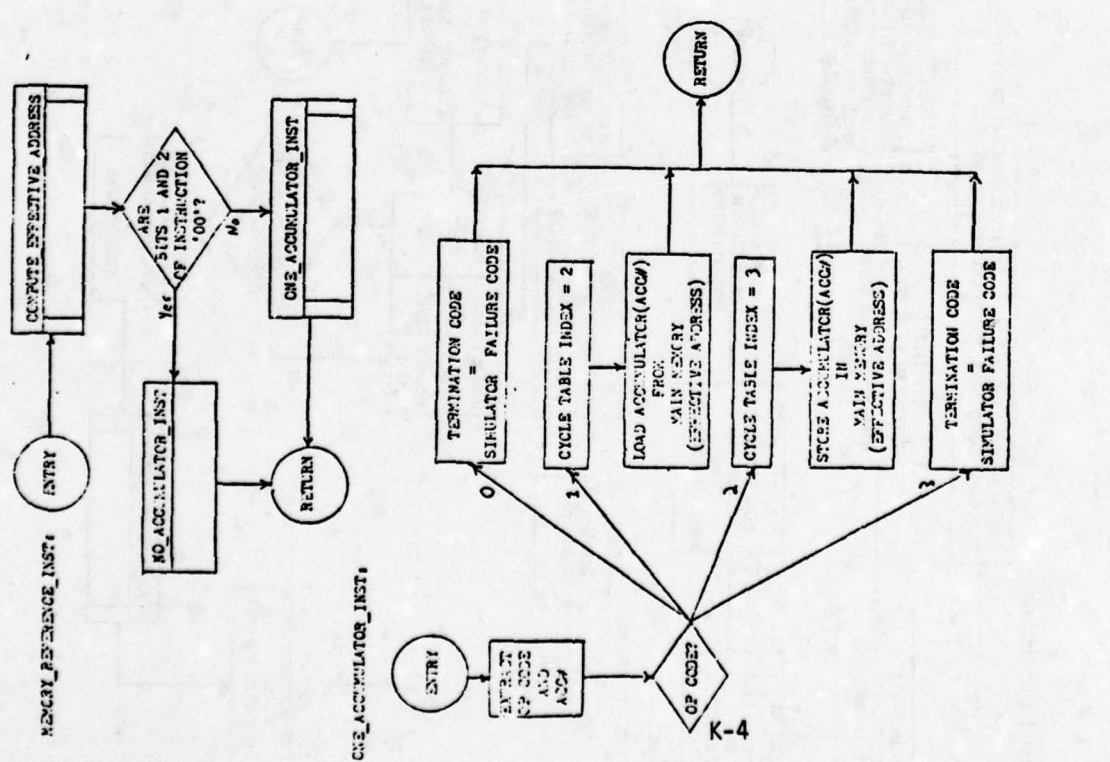 MEMORY_REFERENCE_INST:
ENTRY
COMPUTE EFFECTIVE ADDRESS
ARE
BITS 1 AND 2
OF INSTRUCTION
'00'?
Yes
No
NO_ACCUMULATOR_INST
ONE_ACCUMULATOR_INST
RETURN
ONE_ACCUMULATOR_INST:
ENTRY
EXTRACT
OP CODE
AND
ACC#
OP CODE?
0
TERMINATION CODE
=
SIMULATOR FAILURE CODE
1
CYCLE TABLE INDEX = 2
LOAD ACCUMULATOR(ACC#)
FROM
MAIN MEMORY
(EFFECTIVE ADDRESS)
2
CYCLE TABLE INDEX = 3
STORE ACCUMULATOR(ACC#)
IN
MAIN MEMORY
(EFFECTIVE ADDRESS)
3
TERMINATION CODE
=
SIMULATOR FAILURE CODE
RETURN
K-4